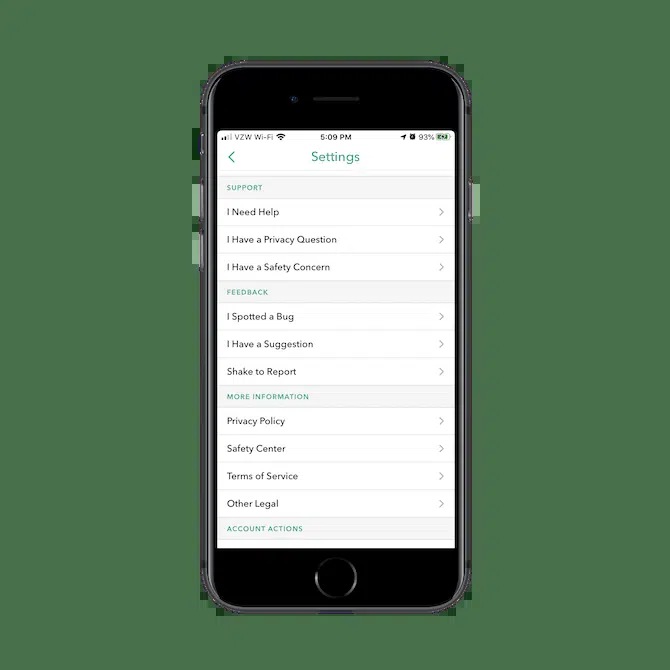 VZW Wi-Fi 5:09 PM 93%
Settings
SUPPORT
I Need Help
I Have a Privacy Question
I Have a Safety Concern
FEEDBACK
I Spotted a Bug
I Have a Suggestion
Shake to Report
MORE INFORMATION
Privacy Policy
Safety Center
Terms of Service
Other Legal
ACCOUNT ACTIONS